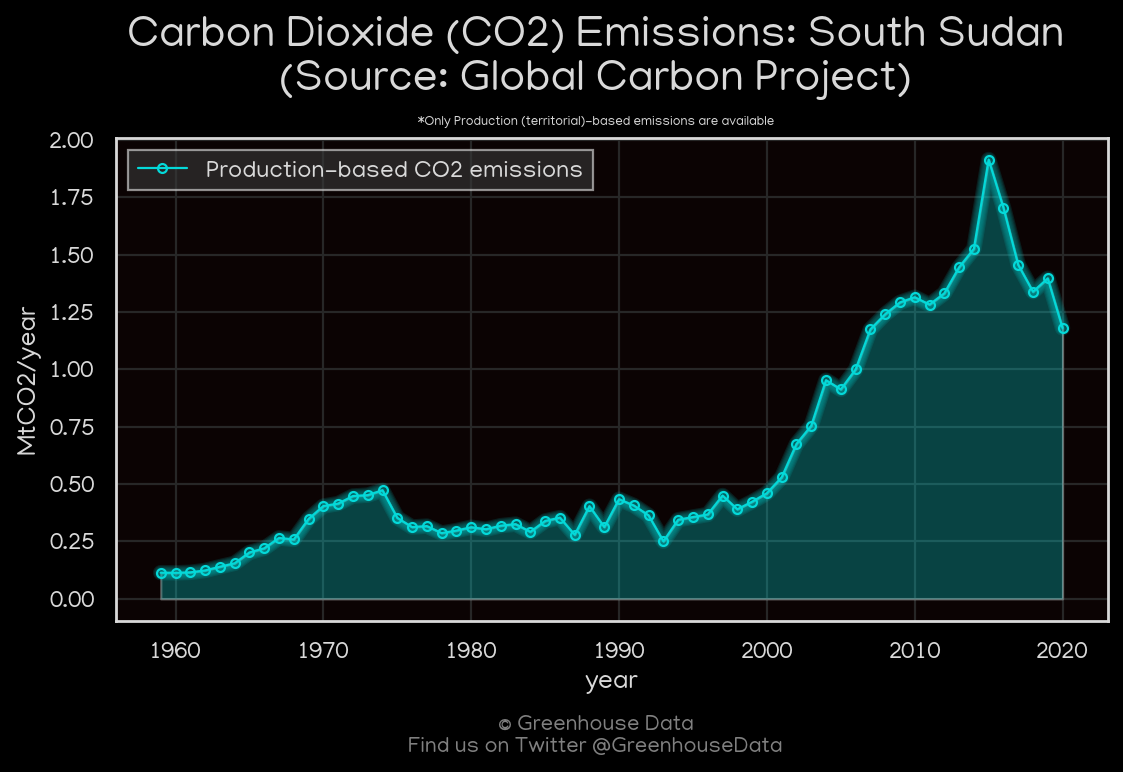 Carbon Dioxide (CO2) Emissions: South Sudan
(Source: Global Carbon Project)
*Only Production (territorial)-based emissions are available
Production-based CO2 emissions
2.00
1.75
1.50
1.25
1.00
0.75
0.50
0.25
0.00
MtCO2/year
1960 1970 1980 1990 2000 2010 2020
year
© Greenhouse Data
Find us on Twitter @GreenhouseData